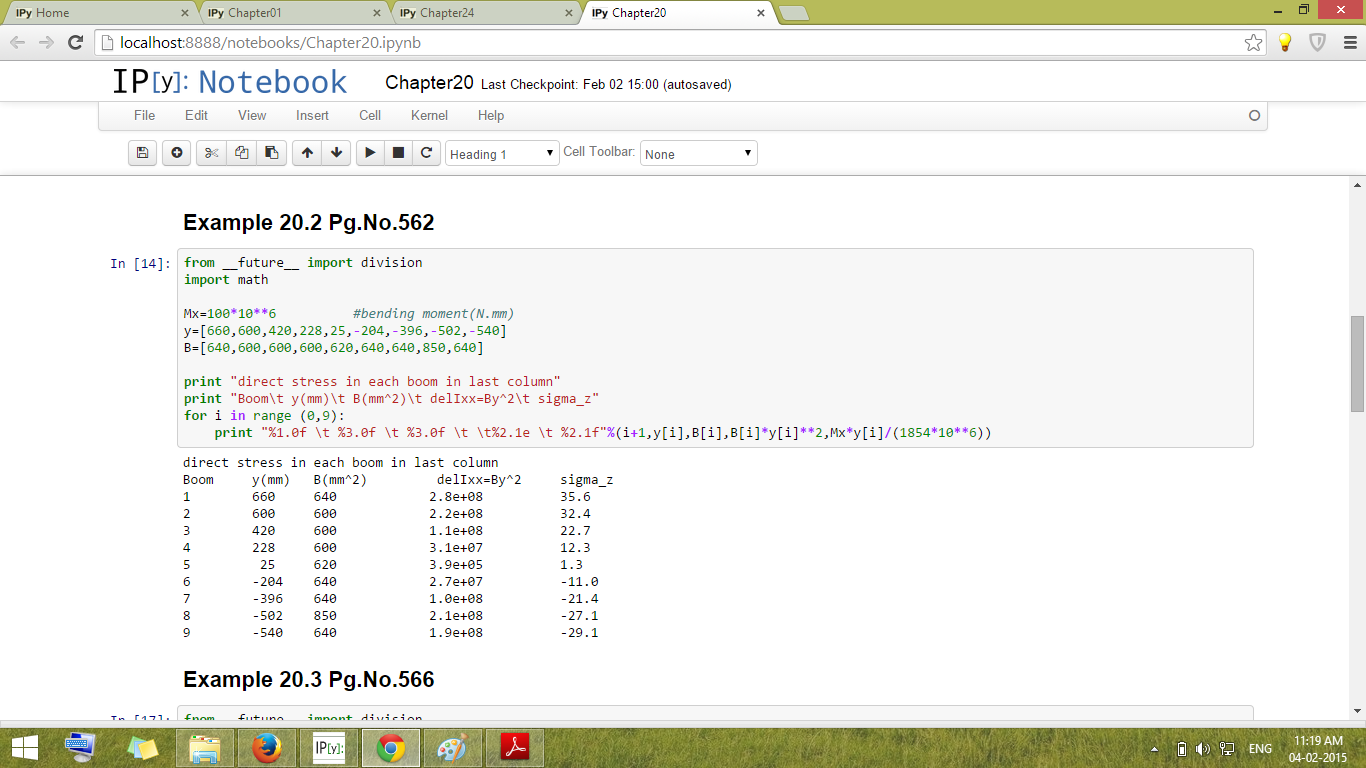 IPy Home
IPy Chapter01
IPy Chapter24
IPy Chapter20
localhost:8888/notebooks/Chapter20.ipynb
IP[y]: Notebook
Chapter20 Last Checkpoint: Feb 02 15:00 (autosaved)
File Edit View Insert Cell Kernel Help
Heading 1 Cell Toolbar: None
Example 20.2 Pg.No.562
In [14]: from __future__ import division
import math
Mx=100*10**6 #bending moment(N.mm)
y=[660,600,420,228,25,-204,-396,-502,-540]
B=[640,600,600,600,620,640,640,850,640]
print "direct stress in each boom in last column"
print "Boom\t y(mm)\t B(mm^2)\t delIxx=By^2\t sigma_z"
for i in range (0,9):
print "%1.0f \t %3.0f \t %3.0f \t \t%2.1e \t %2.1f"%(i+1,y[i],B[i],B[i]*y[i]**2,Mx*y[i]/(1854*10**6))
direct stress in each boom in last column
Boom y(mm) B(mm^2) delIxx=By^2 sigma_z
1 660 640 2.8e+08 35.6
2 600 600 2.2e+08 32.4
3 420 600 1.1e+08 22.7
4 228 600 3.1e+07 12.3
5 25 620 3.9e+05 1.3
6 -204 640 2.7e+07 -11.0
7 -396 640 1.0e+08 -21.4
8 -502 850 2.1e+08 -27.1
9 -540 640 1.9e+08 -29.1
Example 20.3 Pg.No.566
In [17]: from __future__ import division
IP[y]:
ENG
11:19 AM
04-02-2015